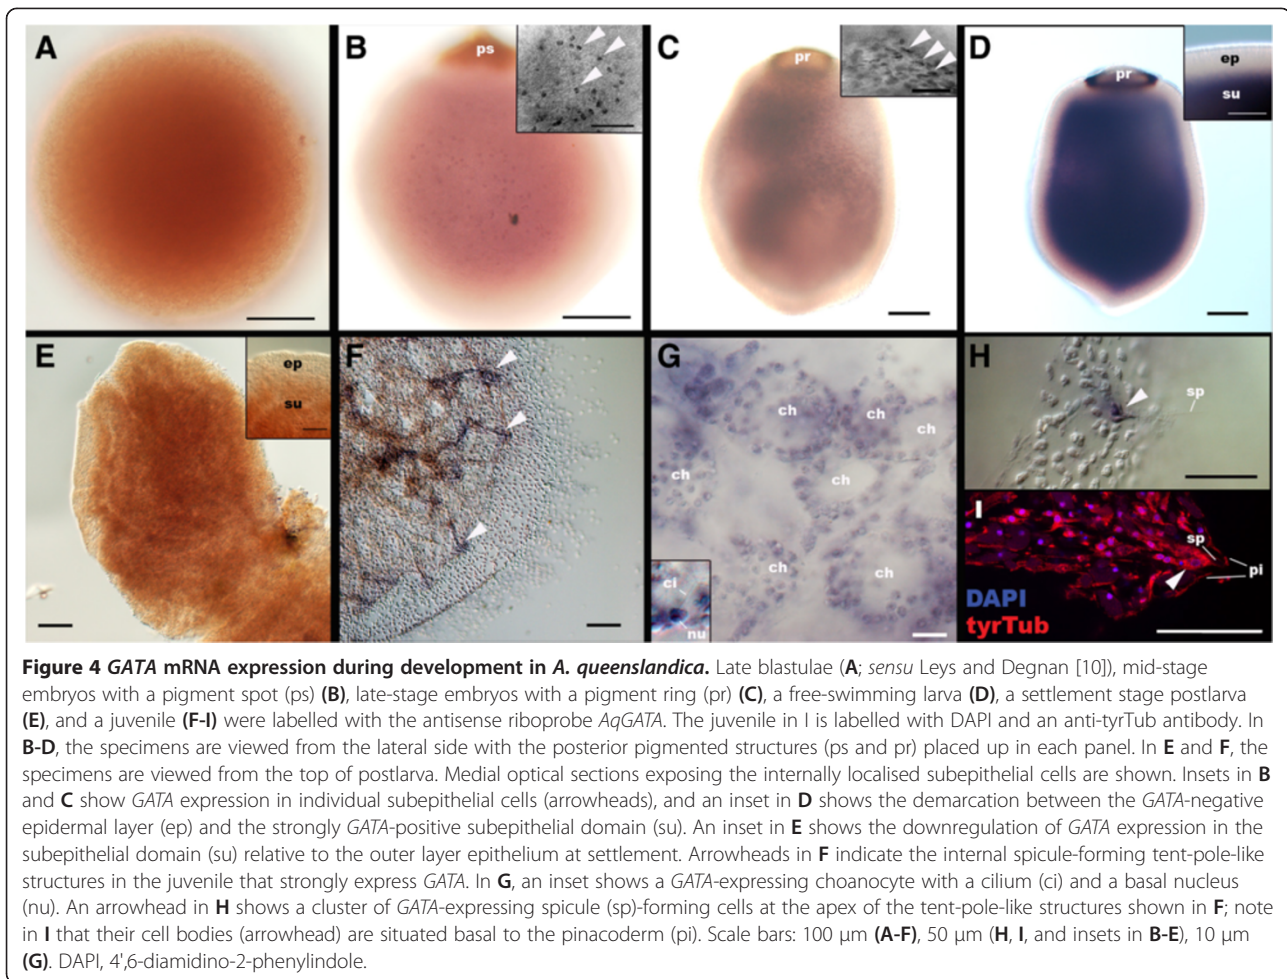 A
B
ps
C
pr
D
pr
ep
su
E
ep
su
F
G
ch
ch
ch
ch
ch
ch
ch
ci
nu
H
sp
I
sp
pi
DAPI
tyrTub
Figure 4 GATA mRNA expression during development in A. queenslandica. Late blastulae (A; sensu Leys and Degnan [10]), mid-stage
embryos with a pigment spot (ps) (B), late-stage embryos with a pigment ring (pr) (C), a free-swimming larva (D), a settlement stage postlarva
(E), and a juvenile (F-I) were labelled with the antisense riboprobe AqGATA. The juvenile in I is labelled with DAPI and an anti-tyrTub antibody. In
B-D, the specimens are viewed from the lateral side with the posterior pigmented structures (ps and pr) placed up in each panel. In E and F, the
specimens are viewed from the top of postlarva. Medial optical sections exposing the internally localised subepithelial cells are shown. Insets in B
and C show GATA expression in individual subepithelial cells (arrowheads), and an inset in D shows the demarcation between the GATA-negative
epidermal layer (ep) and the strongly GATA-positive subepithelial domain (su). An inset in E shows the downregulation of GATA expression in the
subepithelial domain (su) relative to the outer layer epithelium at settlement. Arrowheads in F indicate the internal spicule-forming tent-pole-like
structures in the juvenile that strongly express GATA. In G, an inset shows a GATA-expressing choanocyte with a cilium (ci) and a basal nucleus
(nu). An arrowhead in H shows a cluster of GATA-expressing spicule (sp)-forming cells at the apex of the tent-pole-like structures shown in F; note
in I that their cell bodies (arrowhead) are situated basal to the pinacoderm (pi). Scale bars: 100 μm (A-F), 50 μm (H, I, and insets in B-E), 10 μm
(G). DAPI, 4',6-diamidino-2-phenylindole.